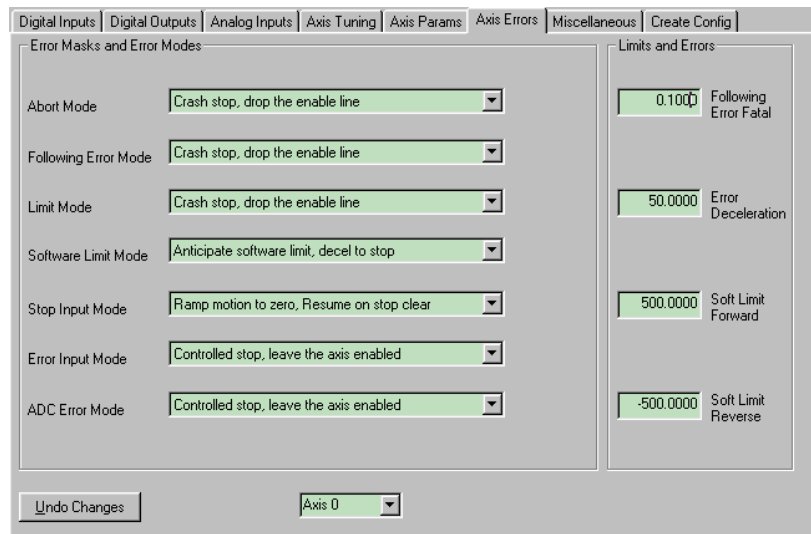 Digital Inputs Digital Outputs Analog Inputs Axis Tuning Axis Params Axis Errors Miscellaneous Create Config
Error Masks and Error Modes
Abort Mode Crash stop, drop the enable line
Following Error Mode Crash stop, drop the enable line
Limit Mode Crash stop, drop the enable line
Software Limit Mode Anticipate software limit, decel to stop
Stop Input Mode Ramp motion to zero, Resume on stop clear
Error Input Mode Controlled stop, leave the axis enabled
ADC Error Mode Controlled stop, leave the axis enabled
Limits and Errors
0.1000 Following
Error Fatal
50.0000 Error
Deceleration
500.0000 Soft Limit
Forward
-500.0000 Soft Limit
Reverse
Undo Changes Axis 0